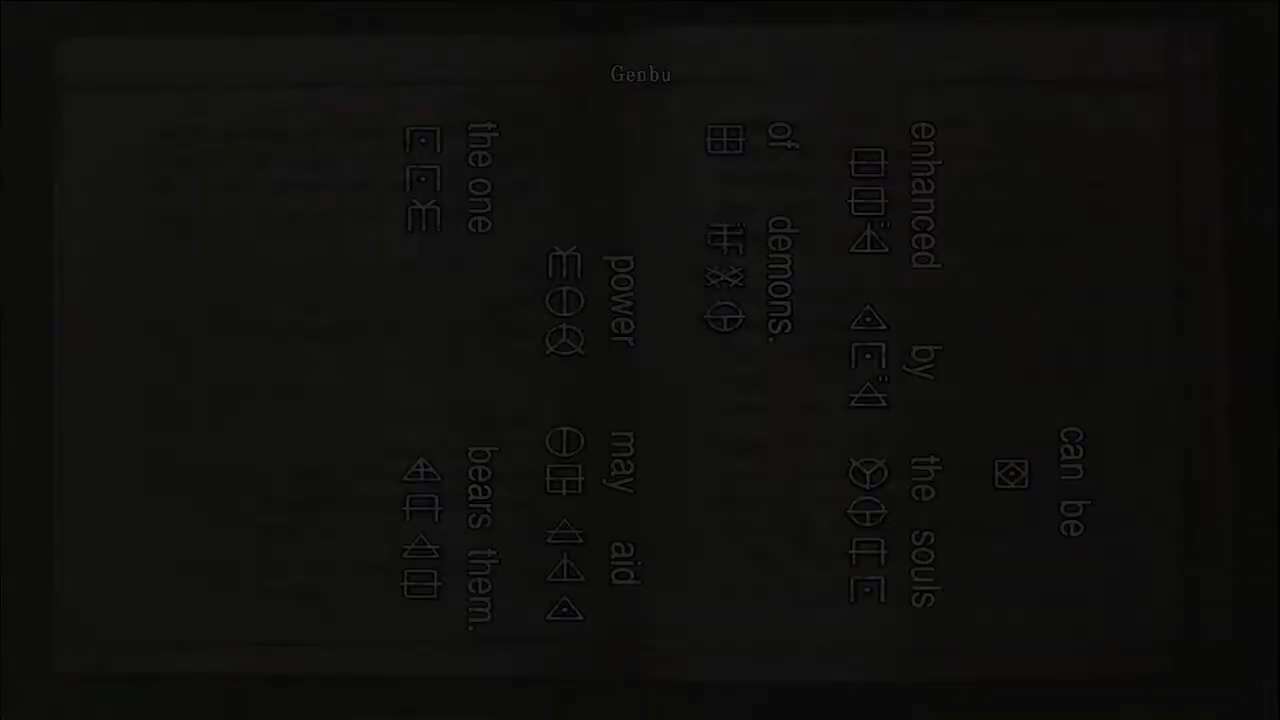 Genbu
can be
enhanced by the souls
of demons.
power may aid
the one bears them.